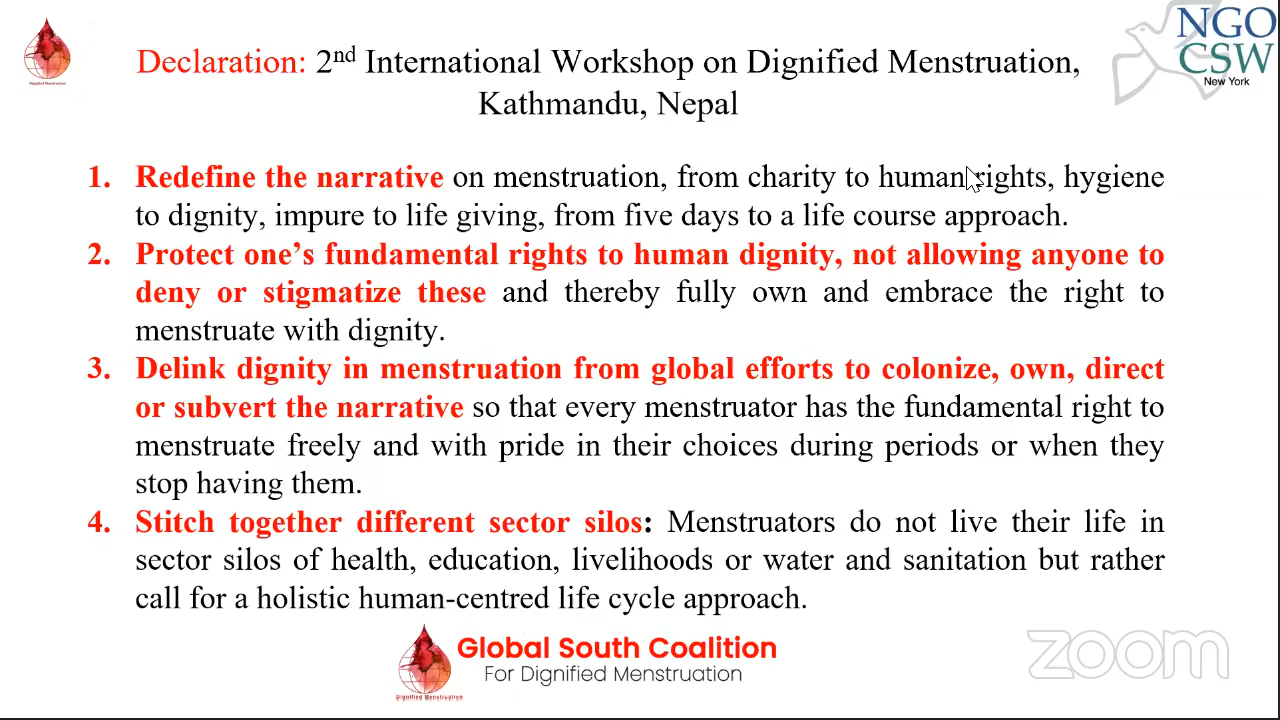 NGO
CSW
New York
Dignified Menstruation
Declaration: 2nd International Workshop on Dignified Menstruation,
Kathmandu, Nepal
1. Redefine the narrative on menstruation, from charity to human rights, hygiene
to dignity, impure to life giving, from five days to a life course approach.
2. Protect one’s fundamental rights to human dignity, not allowing anyone to
deny or stigmatize these and thereby fully own and embrace the right to
menstruate with dignity.
3. Delink dignity in menstruation from global efforts to colonize, own, direct
or subvert the narrative so that every menstruator has the fundamental right to
menstruate freely and with pride in their choices during periods or when they
stop having them.
4. Stitch together different sector silos: Menstruators do not live their life in
sector silos of health, education, livelihoods or water and sanitation but rather
call for a holistic human-centred life cycle approach.
Global South Coalition
For Dignified Menstruation
Dignified Menstruation
zoom